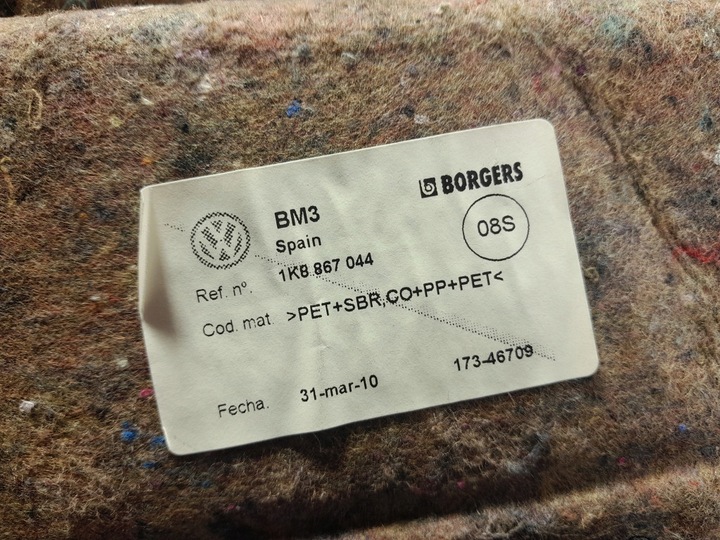 BORGERS
BM3
08S
Spain
Ref. nº. 1K8 867 044
Cod. mat. >PET+SBR,CO+PP+PET<
173-46709
Fecha. 31-mar-10